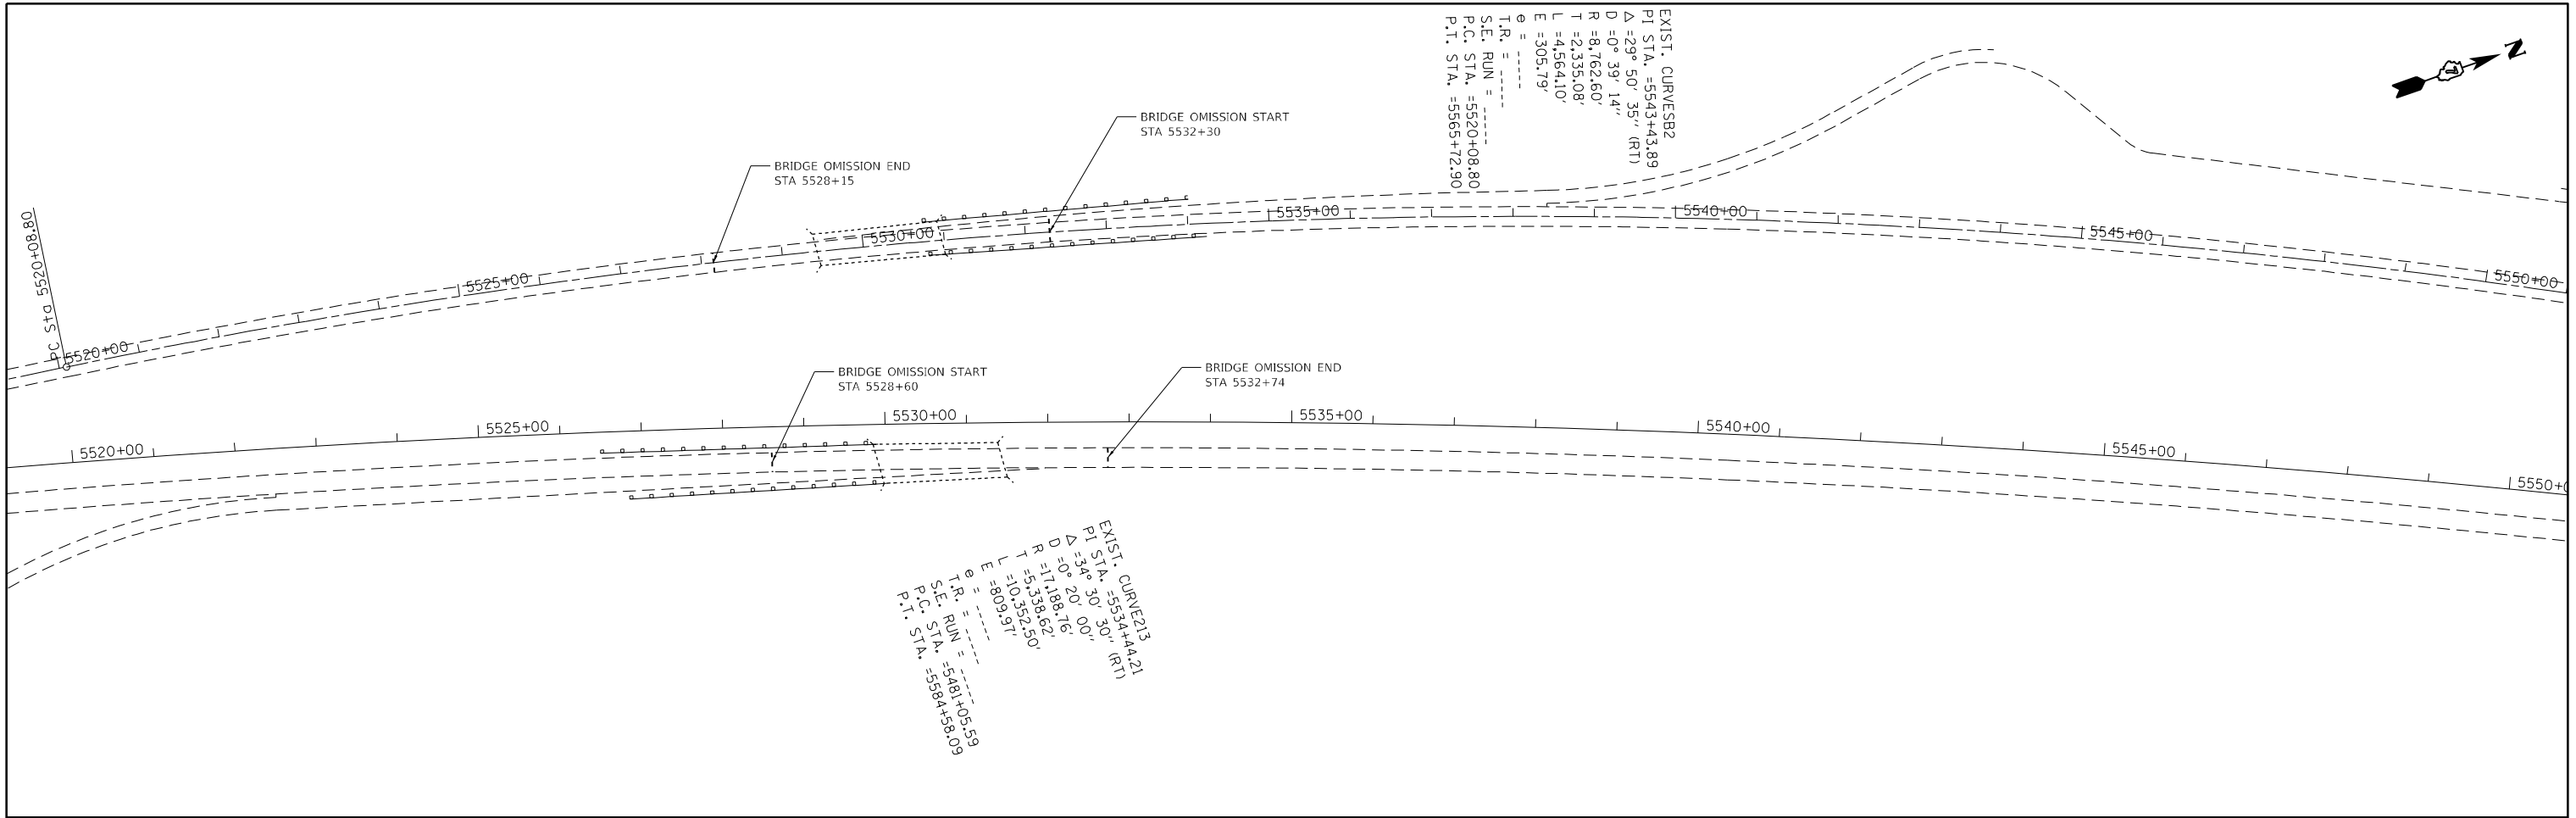 EXIST. CURVESB2
PI STA. =5543+43.89
Δ =29° 50' 35'' (RT)
D =0° 39' 14''
R =8,762.60'
T =2,335.08'
L =4,564.10'
E =305.79'
e = -----
T.R. = -----
S.E. RUN = -----
P.C. STA. =5520+08.80
P.T. STA. =5565+72.90
N
BRIDGE OMISSION START
STA 5532+30
BRIDGE OMISSION END
STA 5528+15
PC Sta 5520+08.80
5520+00
5525+00
5530+00
5535+00
5540+00
5545+00
5550+00
BRIDGE OMISSION START
STA 5528+60
BRIDGE OMISSION END
STA 5532+74
5520+00
5525+00
5530+00
5535+00
5540+00
5545+00
5550+0
EXIST. CURVE213
PI STA. =5534+44.21
Δ =34° 30' 30'' (RT)
D =0° 20' 00''
R =17,188.76'
T =5,338.62'
L =10,352.50'
E =809.97'
e = -----
T.R. = -----
S.E. RUN = -----
P.C. STA. =5481+05.59
P.T. STA. =5584+58.09